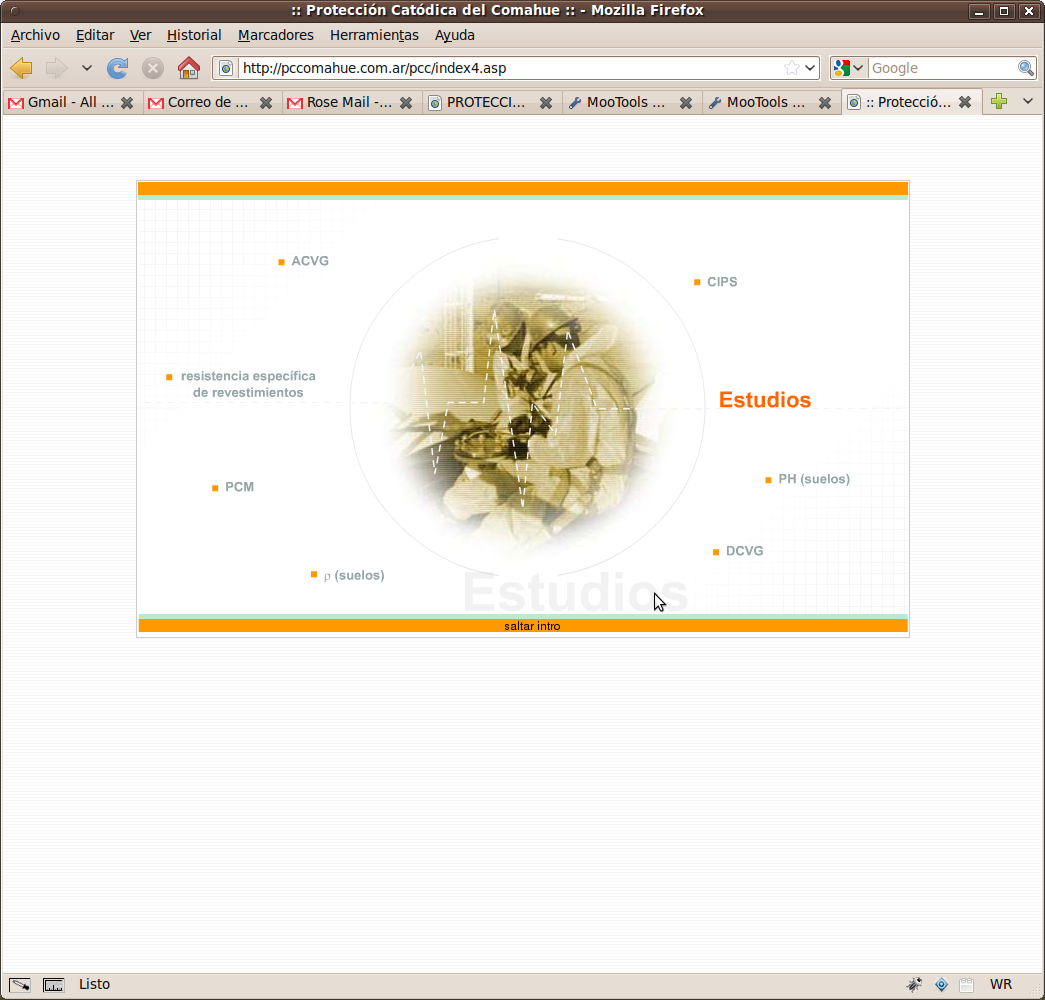 :: Protección Catódica del Comahue :: - Mozilla Firefox
Archivo Editar Ver Historial Marcadores Herramientas Ayuda
http://pccomahue.com.ar/pcc/index4.asp Google
Gmail - All ... Correo de ... Rose Mail -... PROTECCI... MooTools ... MooTools ... :: Protecció...
ACVG
CIPS
resistencia específica
de revestimientos
Estudios
PCM
PH (suelos)
DCVG
ρ (suelos)
Estudios
saltar intro
Listo WR